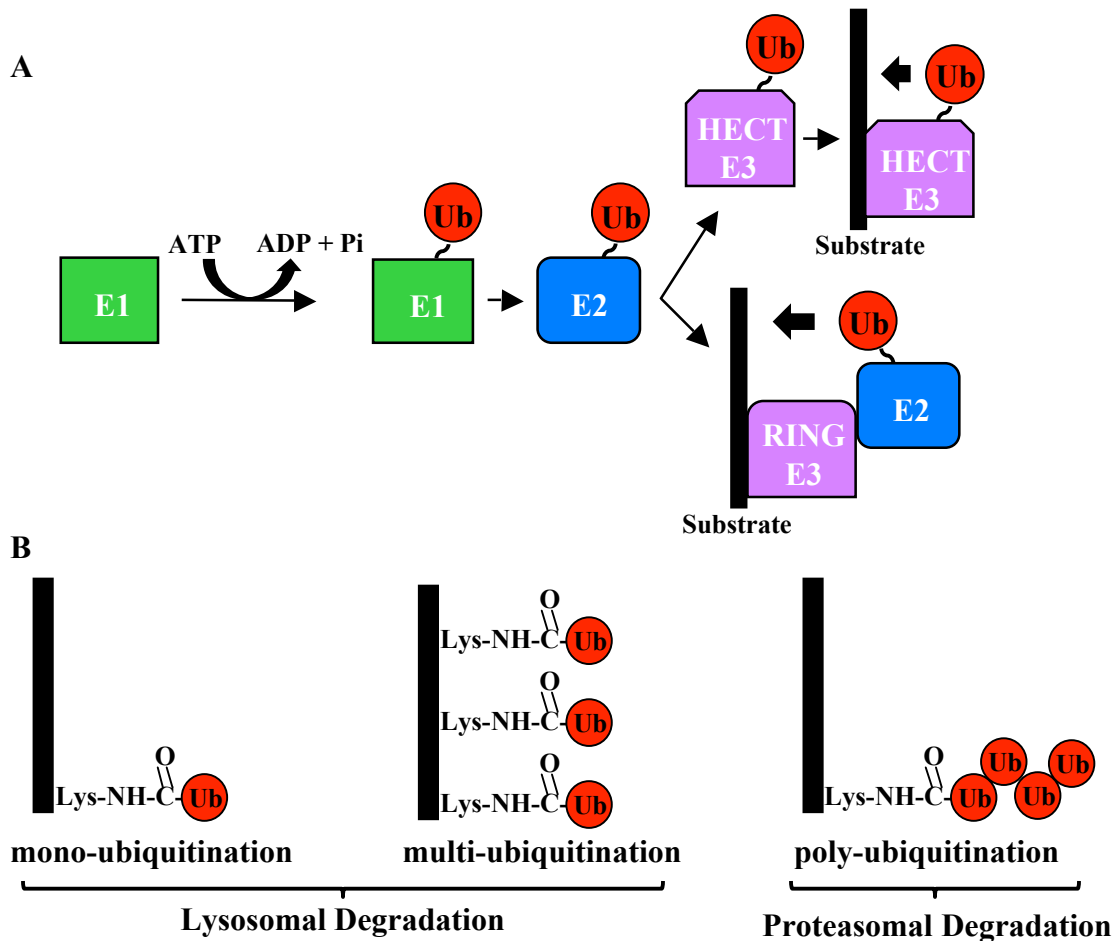 A
Ub
HECT
E3
Ub
HECT
E3
Substrate
ATP
ADP + Pi
E1
Ub
E1
E2
Ub
Ub
RING
E3
E2
Substrate
B
O
Lys-NH-C-Ub
mono-ubiquitination
O
Lys-NH-C-Ub
O
Lys-NH-C-Ub
O
Lys-NH-C-Ub
multi-ubiquitination
O
Lys-NH-C-Ub
Ub
Ub
Ub
poly-ubiquitination
Lysosomal Degradation
Proteasomal Degradation